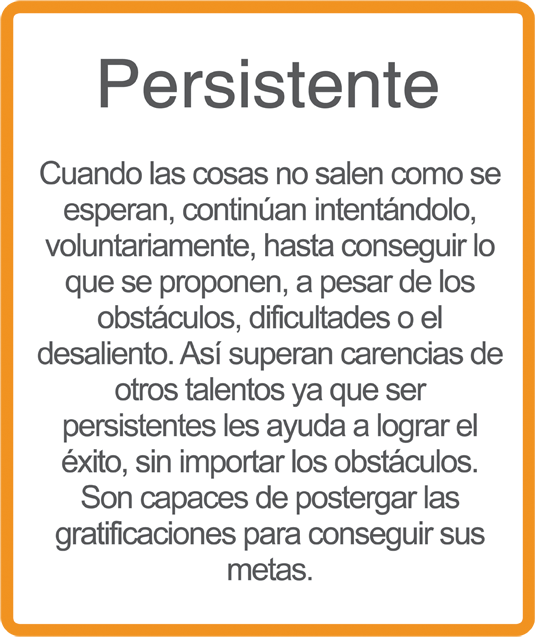 Persistente
Cuando las cosas no salen como se
esperan, continúan intentándolo,
voluntariamente, hasta conseguir lo
que se proponen, a pesar de los
obstáculos, dificultades o el
desaliento. Así superan carencias de
otros talentos ya que ser
persistentes les ayuda a lograr el
éxito, sin importar los obstáculos.
Son capaces de postergar las
gratificaciones para conseguir sus
metas.